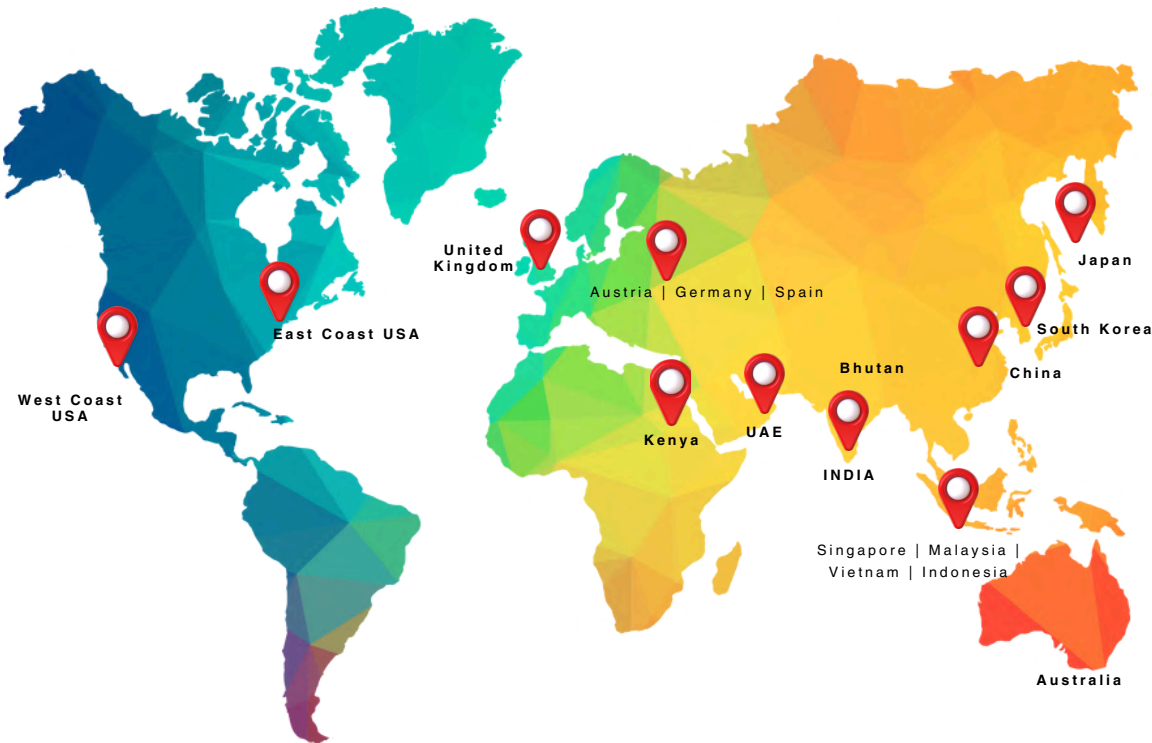 United
Kingdom
Japan
Austria | Germany | Spain
East Coast USA
South Korea
Bhutan
China
West Coast
USA
UAE
Kenya
INDIA
Singapore | Malaysia |
Vietnam | Indonesia
Australia